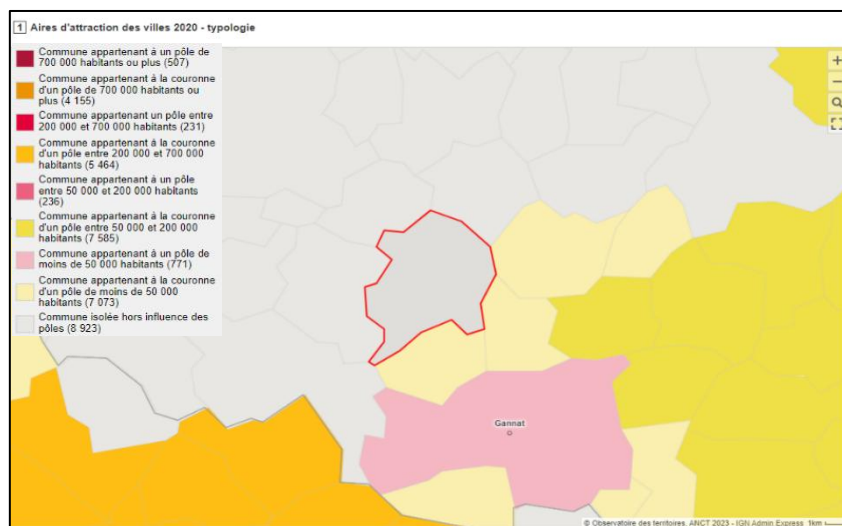 1 Aires d'attraction des villes 2020 - typologie
Commune appartenant à un pôle de
700 000 habitants ou plus (507)
Commune appartenant à la couronne
d'un pôle de 700 000 habitants ou
plus (4 155)
Commune appartenant un pôle entre
200 000 et 700 000 habitants (231)
Commune appartenant à la couronne
d'un pôle entre 200 000 et 700 000
habitants (5 464)
Commune appartenant à un pôle
entre 50 000 et 200 000 habitants
(236)
Commune appartenant à la couronne
d'un pôle entre 50 000 et 200 000
habitants (7 585)
Commune appartenant à un pôle de
moins de 50 000 habitants (771)
Commune appartenant à la couronne
d'un pôle de moins de 50 000
habitants (7 073)
Commune isolée hors influence des
pôles (8 923)
Gannat
© Observatoire des territoires, ANCT 2023 - IGN Admin Express 1km